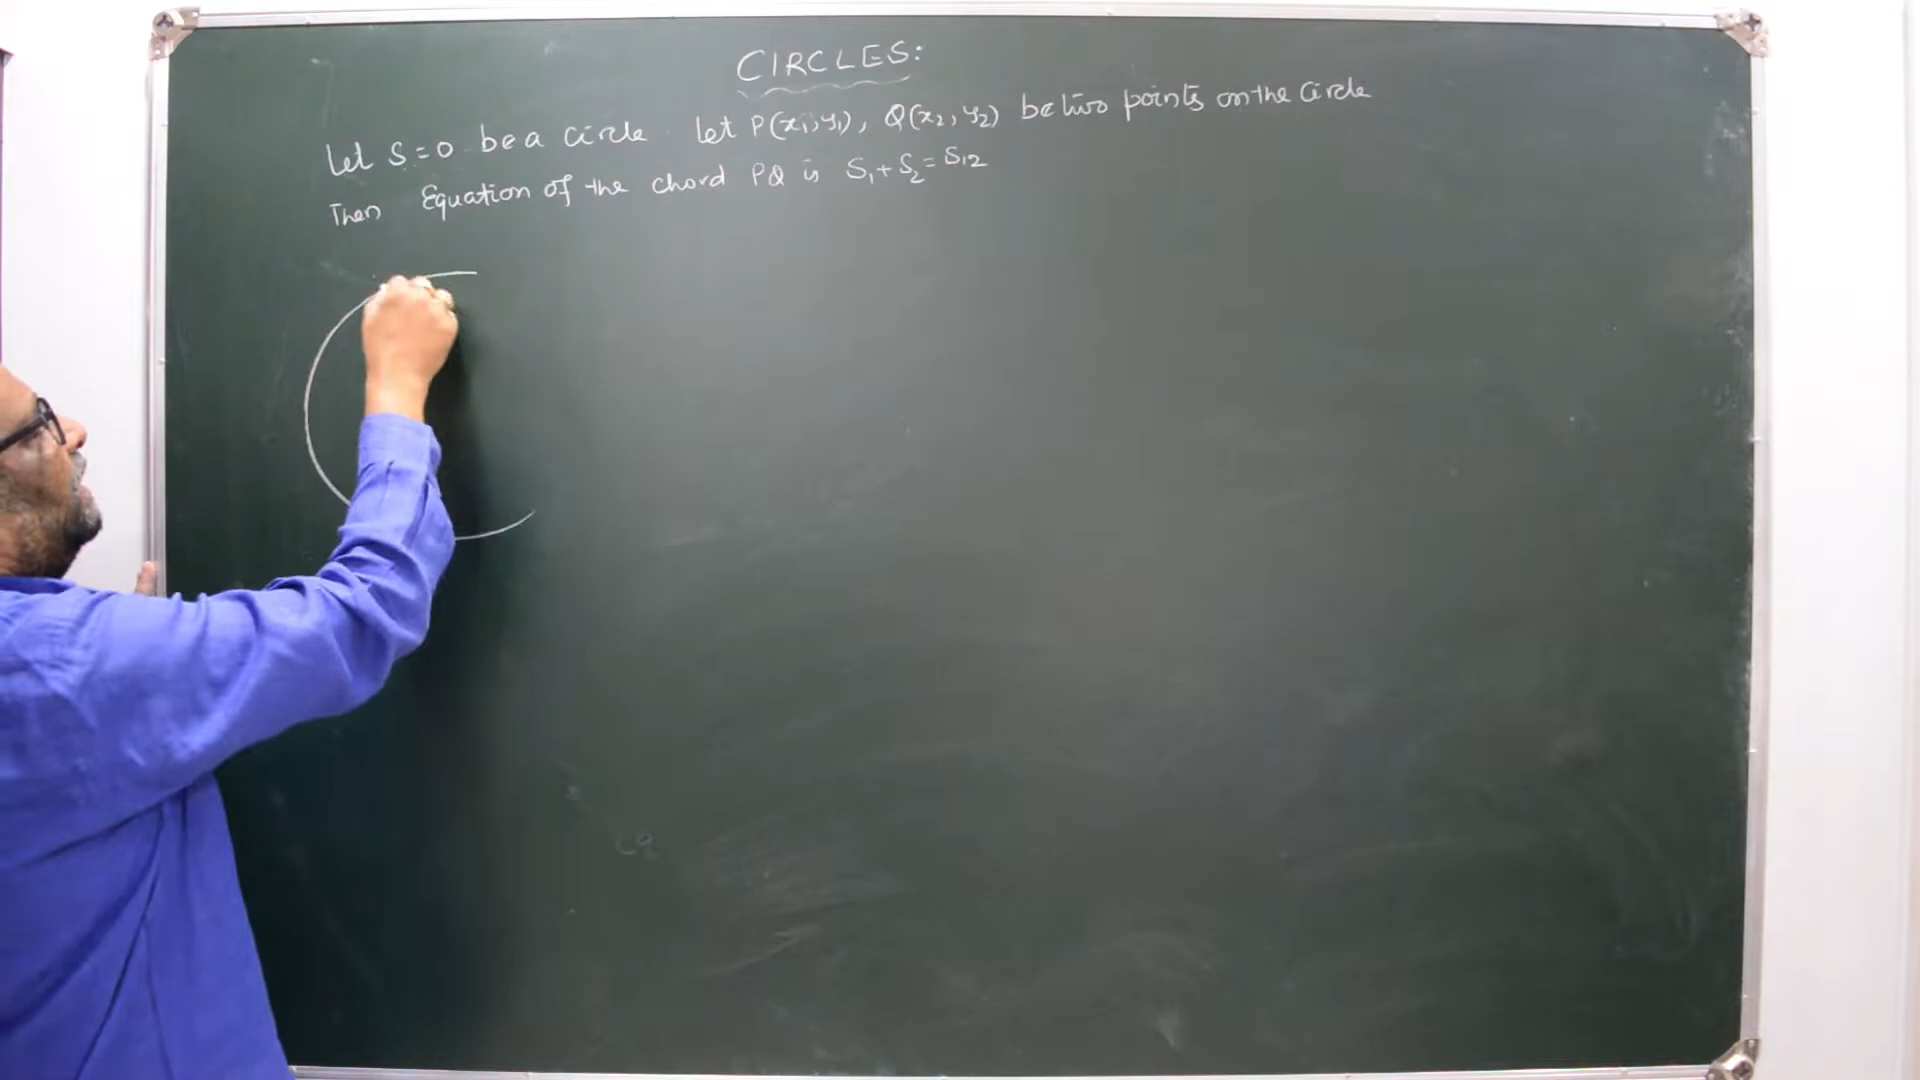 CIRCLES:
Let S=0 be a circle. let P(x₁,y₁), Q(x₂,y₂) be two points on the circle
Then Equation of the chord PQ is S₁+S₂=S₁₂